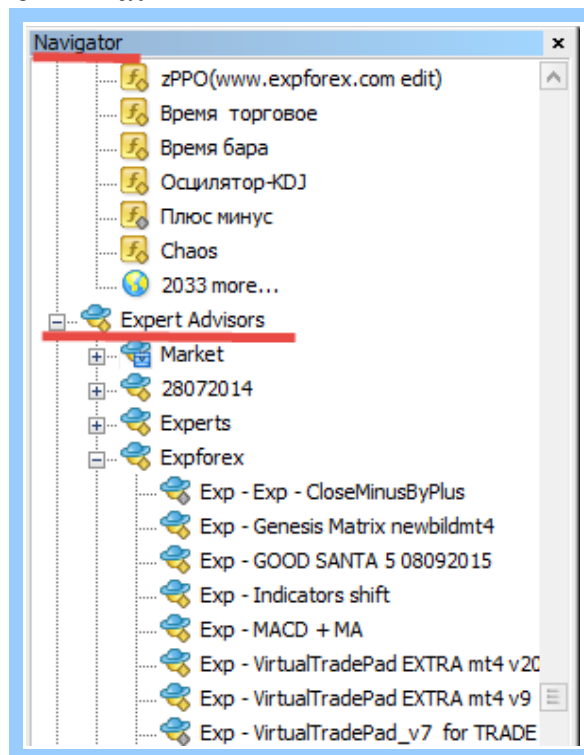 Navigator
zPPO(www.expforex.com edit)
Время торговое
Время бара
Осцилятор-KDJ
Плюс минус
Chaos
2033 more...
Expert Advisors
Market
28072014
Experts
Expforex
Exp - Exp - CloseMinusByPlus
Exp - Genesis Matrix newbildmt4
Exp - GOOD SANTA 5 08092015
Exp - Indicators shift
Exp - MACD + MA
Exp - VirtualTradePad EXTRA mt4 v20
Exp - VirtualTradePad EXTRA mt4 v9
Exp - VirtualTradePad_v7 for TRADE